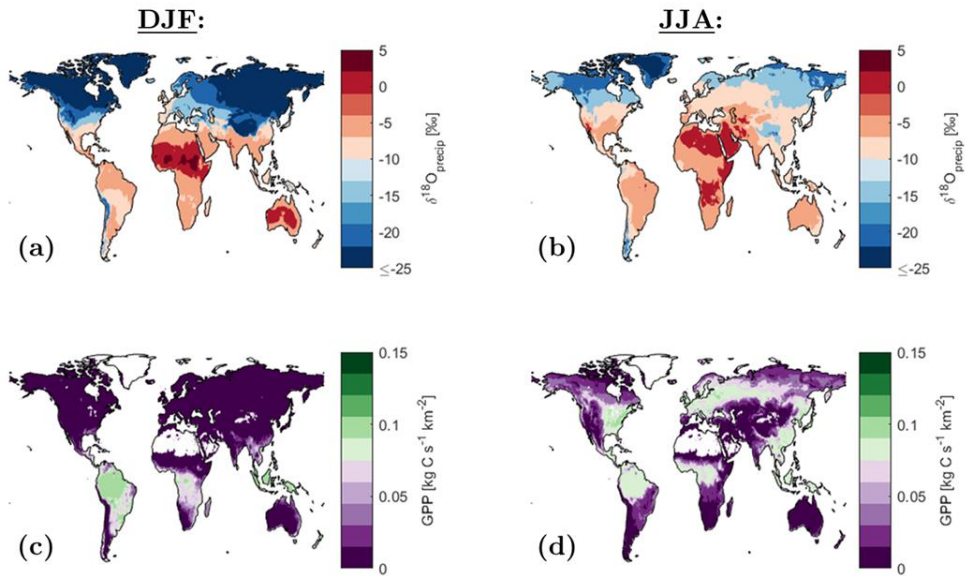 DJF:
JJA:
5
0
-5
-10
-15
-20
≤-25
δ18Oprecip [‰]
(a)
5
0
-5
-10
-15
-20
≤-25
δ18Oprecip [‰]
(b)
0.15
0.1
0.05
0
GPP [kg C s-1 km-2]
(c)
0.15
0.1
0.05
0
GPP [kg C s-1 km-2]
(d)